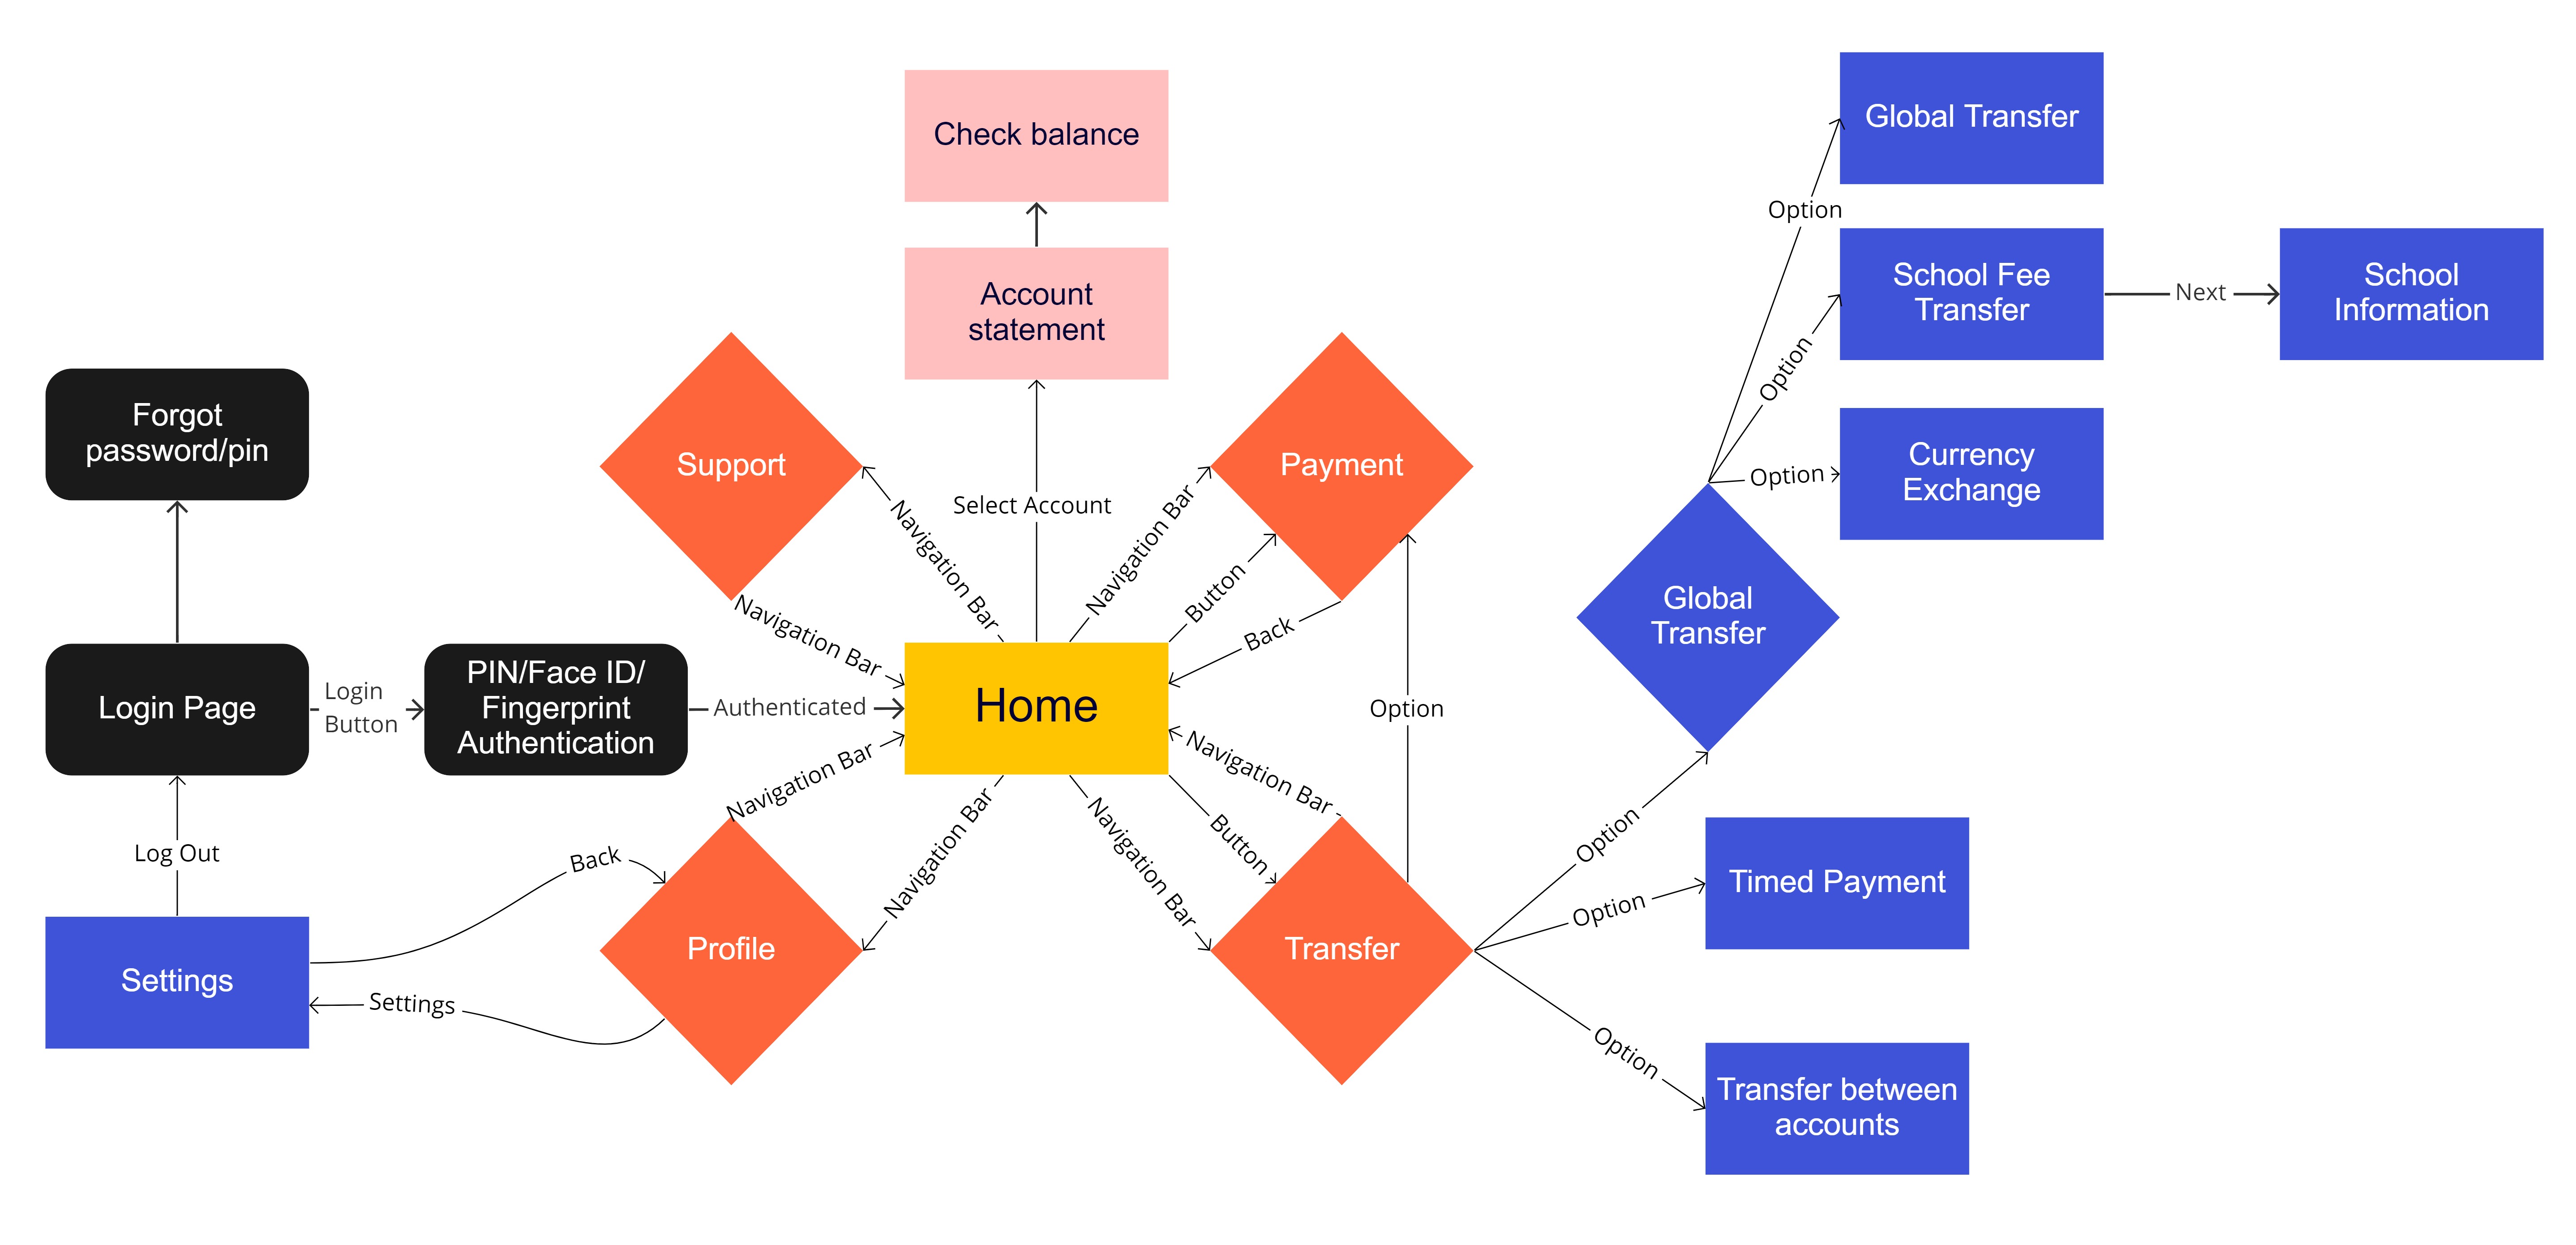 Check balance
Account
statement
Select Account
Support
Payment
Navigation Bar
Navigation Bar
Navigation Bar
Button
Back
Forgot
password/pin
Login Page
Login
Button
PIN/Face ID/
Fingerprint
Authentication
Authenticated
Home
Log Out
Settings
Back
Settings
Navigation Bar
Navigation Bar
Profile
Navigation Bar
Navigation Bar
Button
Transfer
Option
Option
Option
Option
Global
Transfer
Timed Payment
Transfer between
accounts
Option
Option
Option
Global Transfer
School Fee
Transfer
Next
School
Information
Currency
Exchange